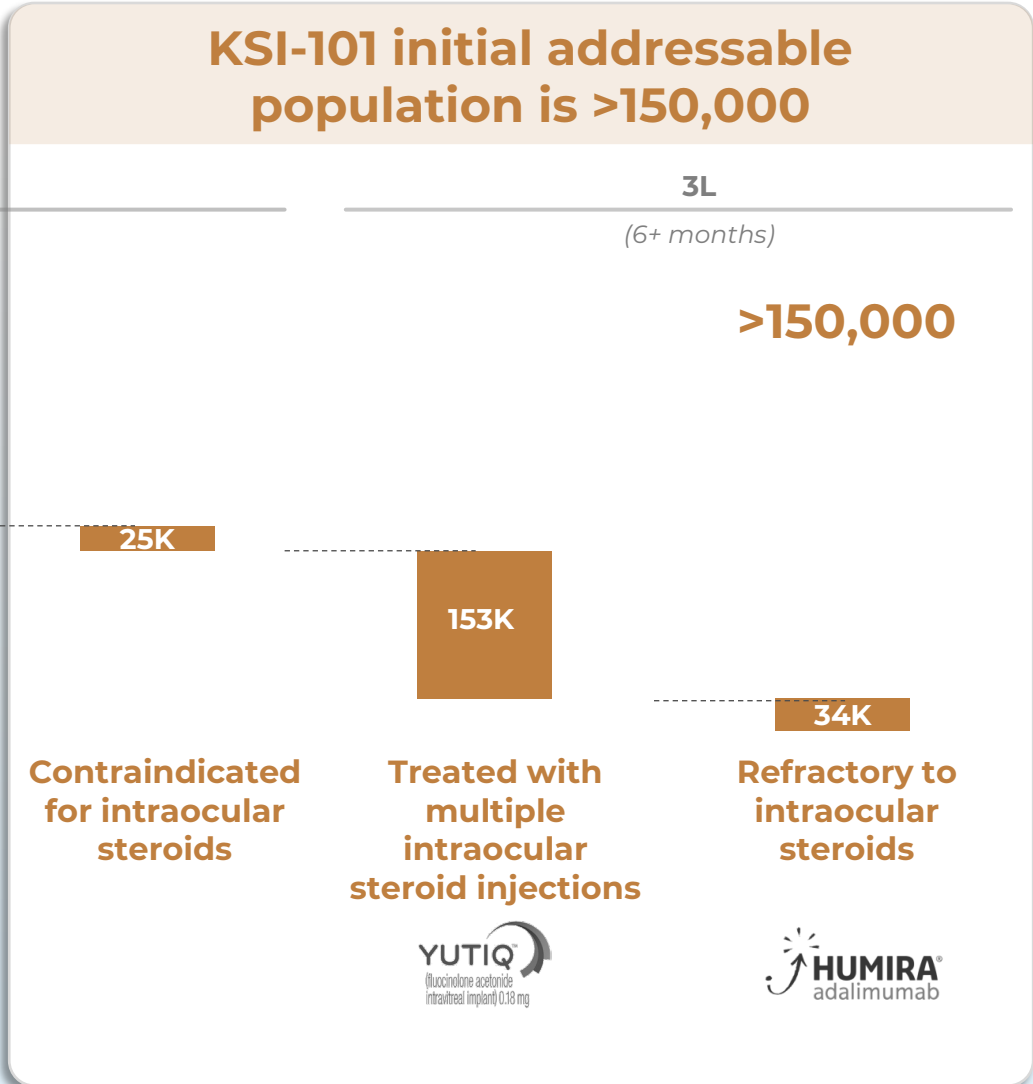 KSI-101 initial addressable
population is >150,000
3L
(6+ months)
>150,000
25K
153K
34K
Contraindicated
for intraocular
steroids
Treated with
multiple
intraocular
steroid injections
Refractory to
intraocular
steroids
YUTIQ™
(fluocinolone acetonide
intravitreal implant) 0.18 mg
HUMIRA®
adalimumab